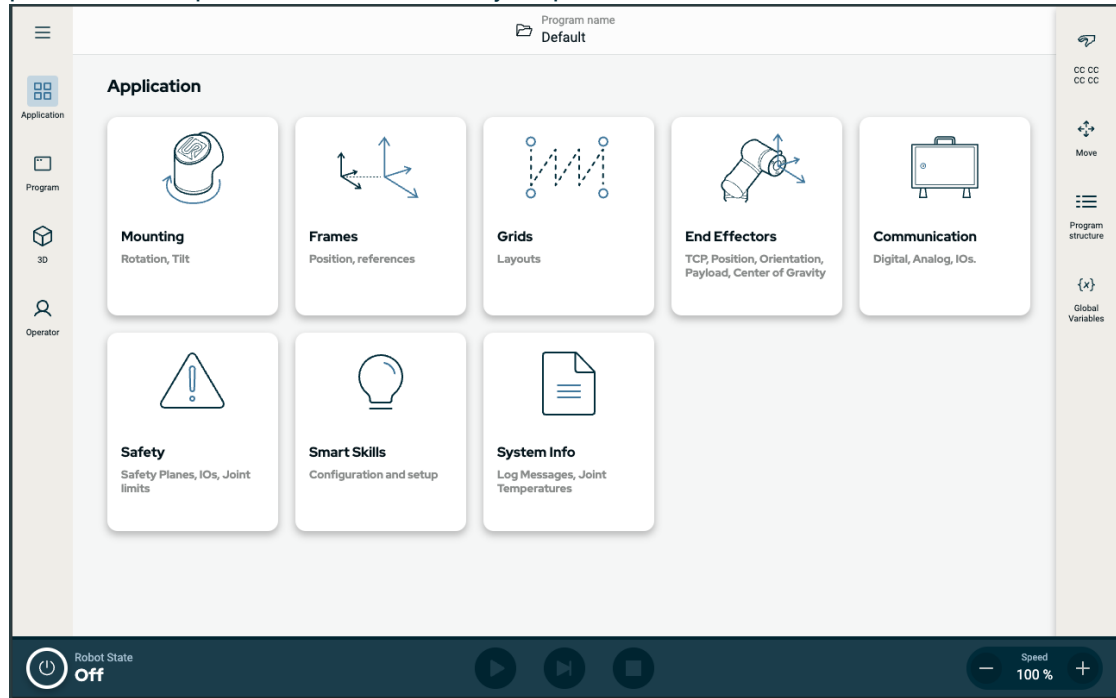 Program name
Default
Application
Application
Program
3D
Operator
Mounting
Rotation, Tilt
Frames
Position, references
Grids
Layouts
End Effectors
TCP, Position, Orientation,
Payload, Center of Gravity
Communication
Digital, Analog, IOs.
Safety
Safety Planes, IOs, Joint
limits
Smart Skills
Configuration and setup
System Info
Log Messages, Joint
Temperatures
CC CC
CC CC
Move
Program
structure
{x}
Global
Variables
Robot State
Off
Speed
100 %